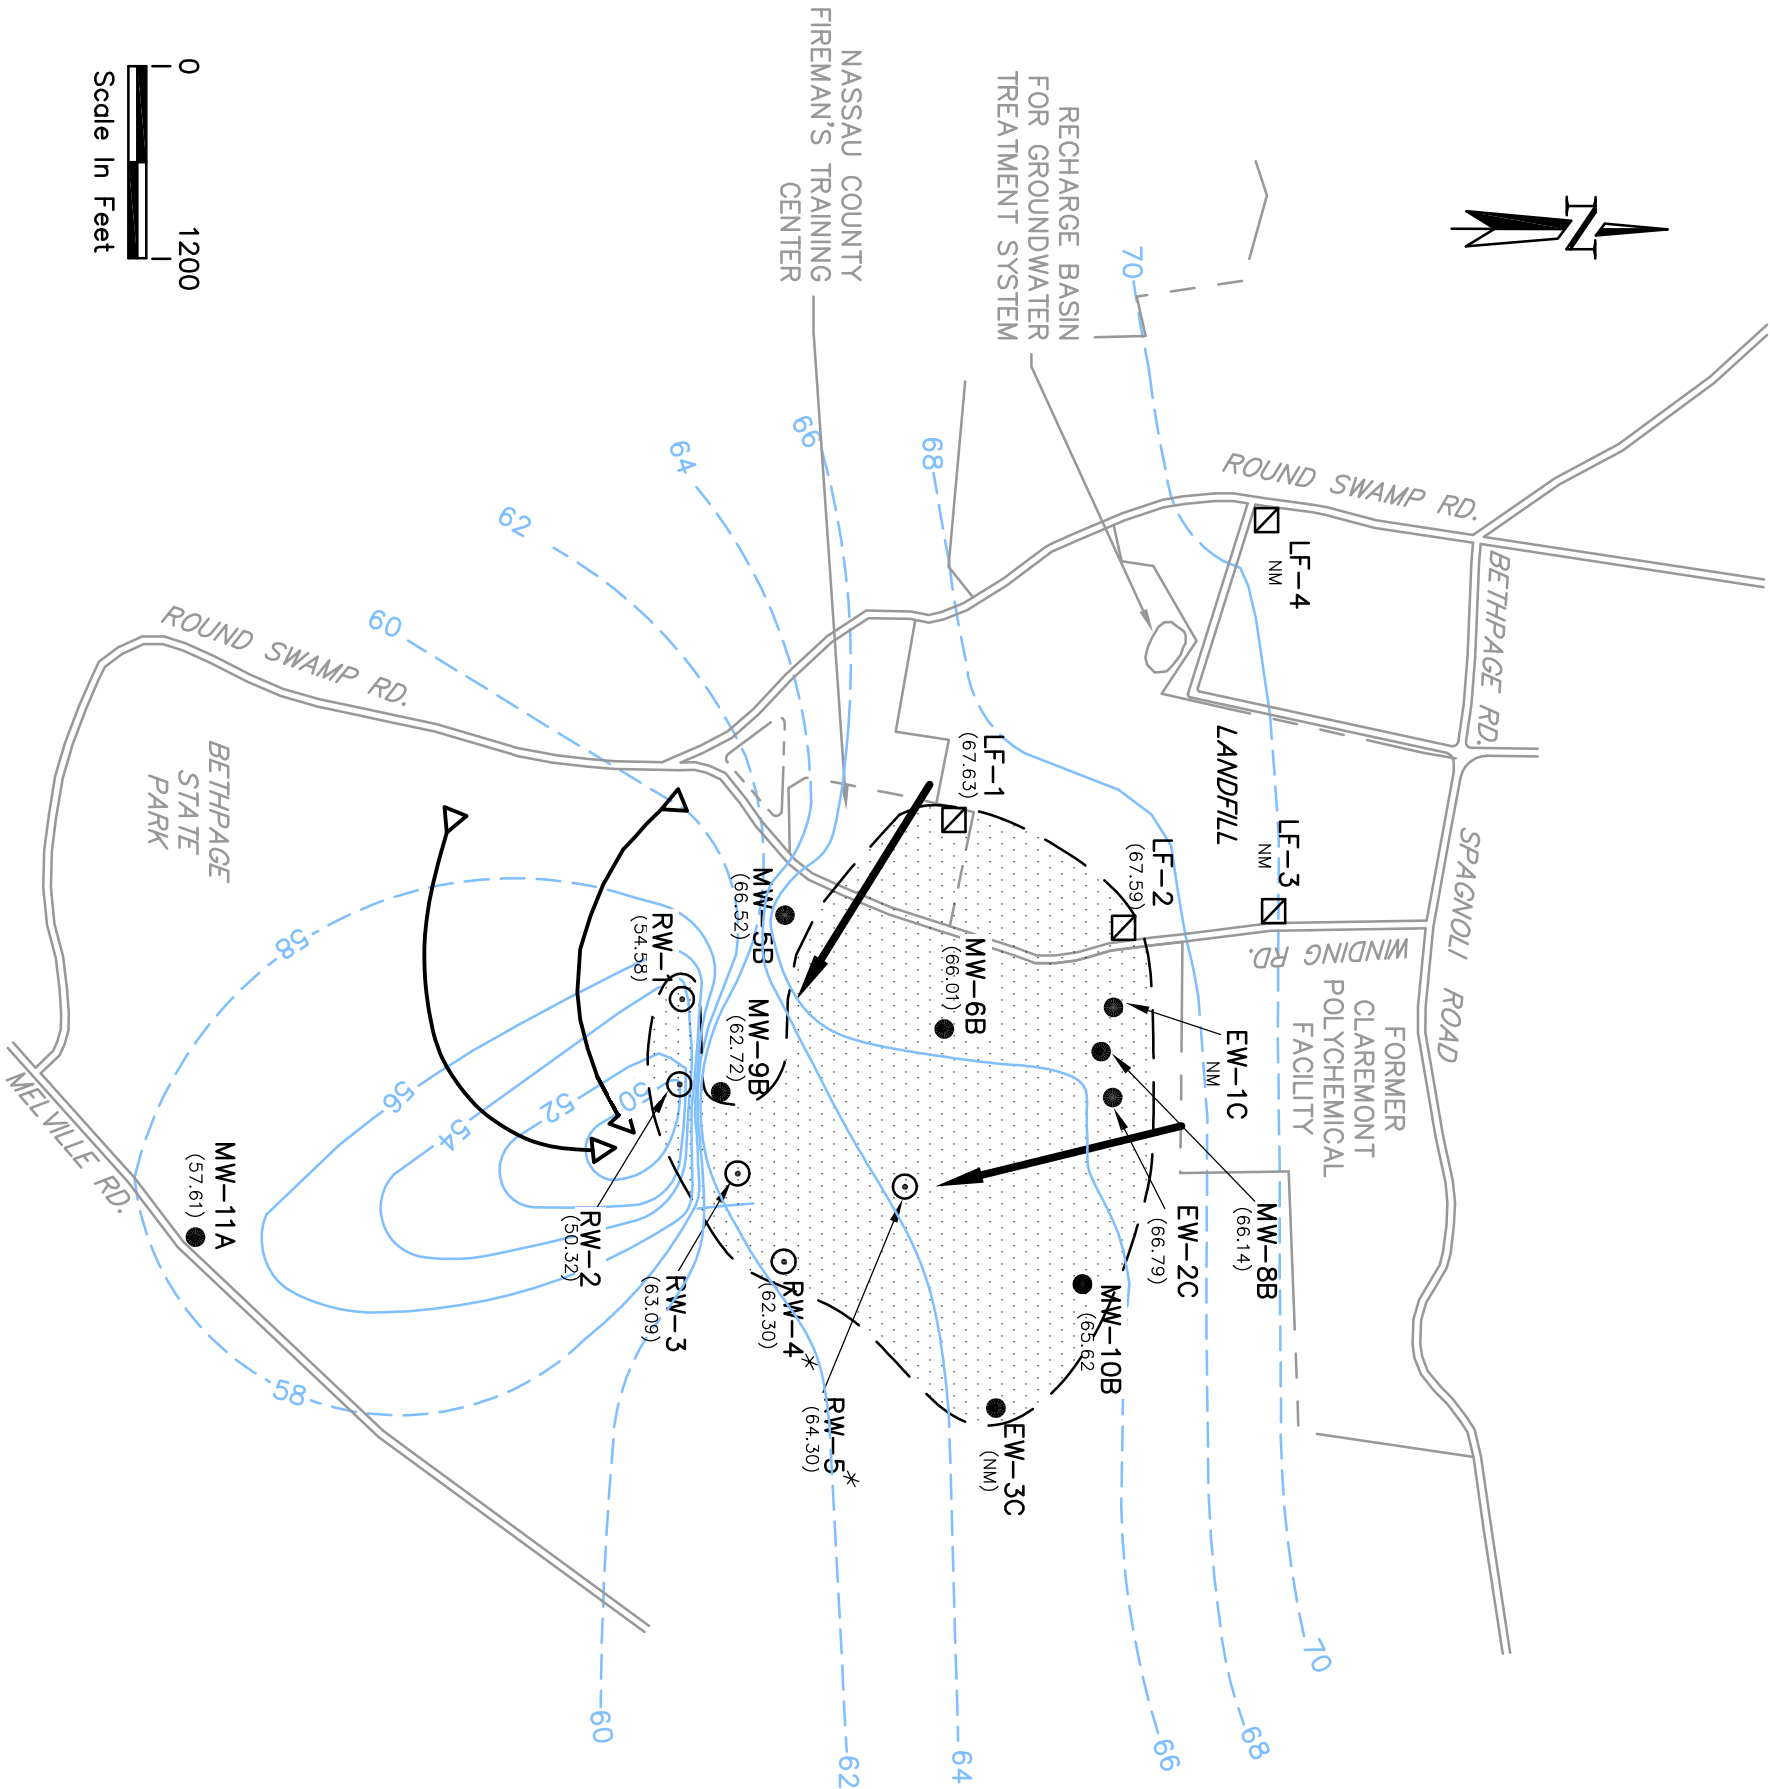 N
0
1200
Scale In Feet
NASSAU COUNTY
FIREMAN'S TRAINING
CENTER
RECHARGE BASIN
FOR GROUNDWATER
TREATMENT SYSTEM
ROUND SWAMP RD.
BETHPAGE RD.
SPAGNOLI ROAD
WINDING RD.
LANDFILL
FORMER
CLAREMONT
POLYCHEMICAL
FACILITY
ROUND SWAMP RD.
BETHPAGE
STATE
PARK
MELVILLE RD.
LF-4
NM
LF-3
NM
LF-1
(67.63)
LF-2
(67.59)
EW-1C
NM
MW-8B
(66.14)
EW-2C
(66.79)
MW-10B
(65.62
EW-3C
(NM)
MW-6B
(66.01)
MW-5B
(66.52)
MW-9B
(62.72)
RW-1
(54.58)
RW-2
(50.32)
RW-3
(63.09)
RW-4*
(62.30)
RW-5*
(64.30)
MW-11A
(57.61)
70
68
66
64
62
60
58
56
54
52
50
58
60
62
64
66
68
70